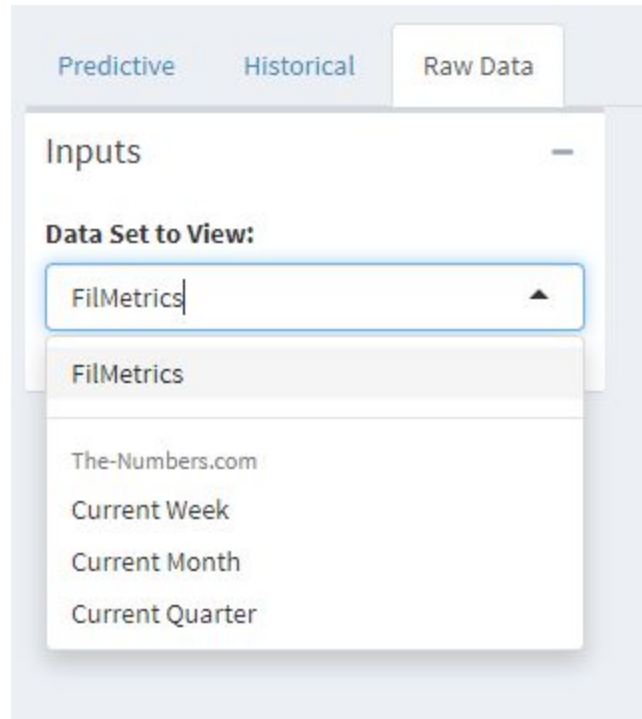 Predictive Historical Raw Data
Inputs
Data Set to View:
FilMetrics
FilMetrics
The-Numbers.com
Current Week
Current Month
Current Quarter